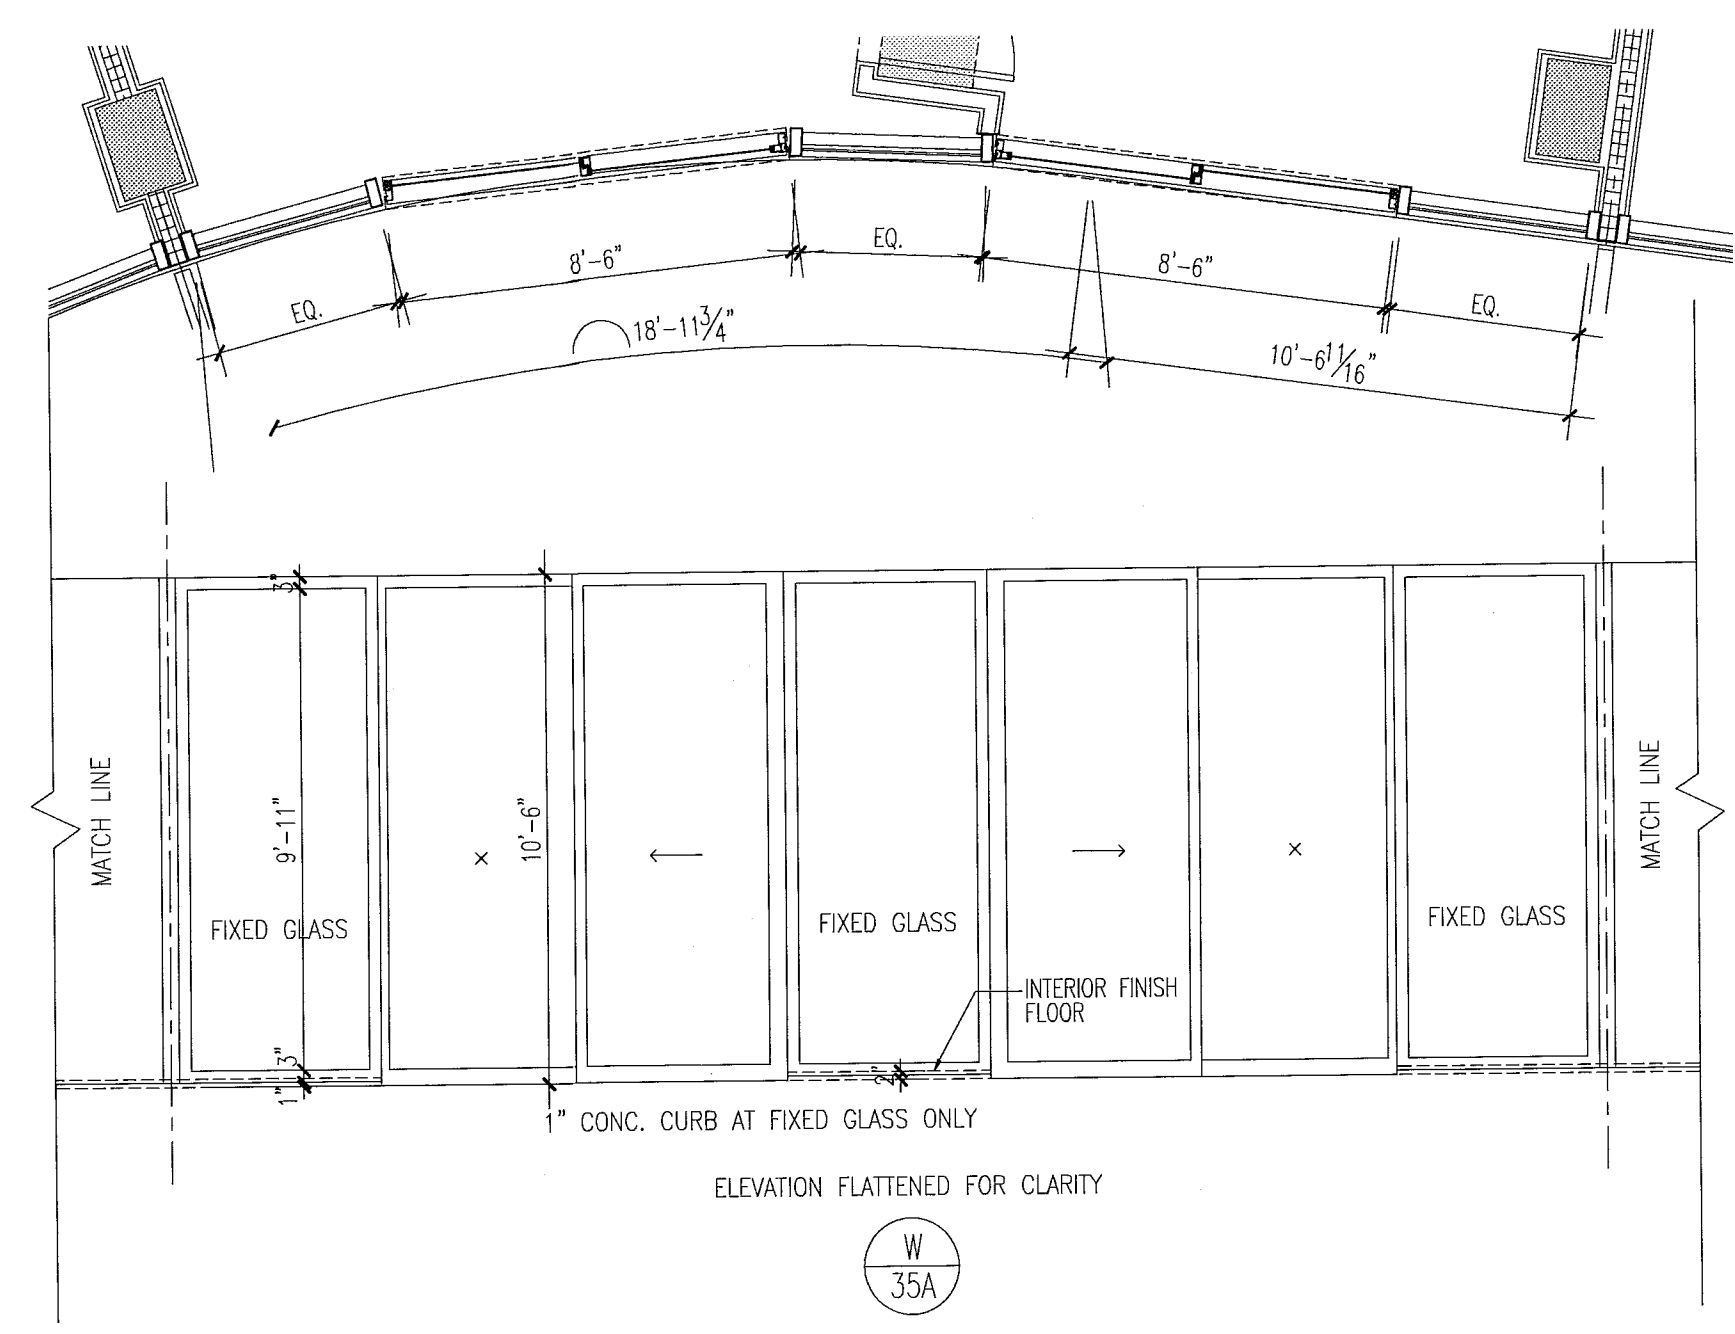 8'-6"
EQ.
8'-6"
EQ.
EQ.
18'-11 3/4"
10'-6 11/16"
3"
MATCH LINE
9'-11"
10'-6"
MATCH LINE
FIXED GLASS
FIXED GLASS
FIXED GLASS
INTERIOR FINISH
FLOOR
3"
1"
2"
1" CONC. CURB AT FIXED GLASS ONLY
ELEVATION FLATTENED FOR CLARITY
W
35A